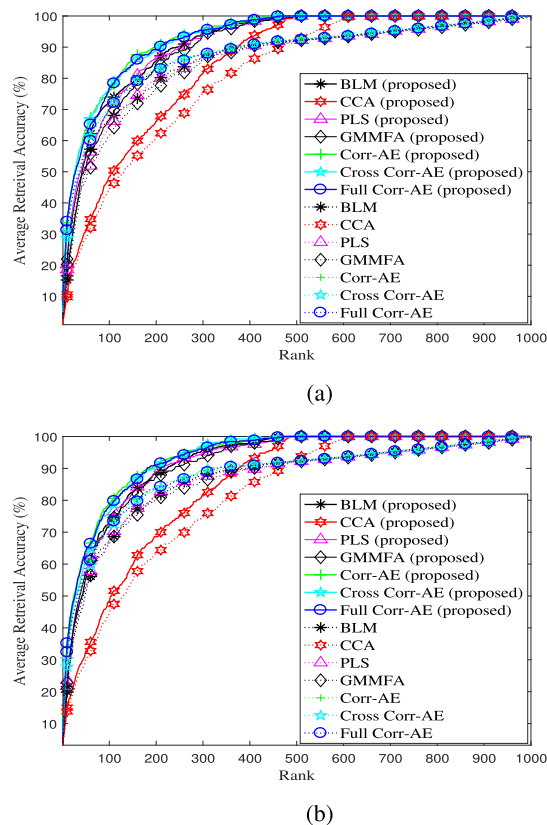 100
90
80
70
60
50
40
30
20
10
Average Retreival Accuracy (%)
BLM (proposed)
CCA (proposed)
PLS (proposed)
GMMFA (proposed)
Corr-AE (proposed)
Cross Corr-AE (proposed)
Full Corr-AE (proposed)
BLM
CCA
PLS
GMMFA
Corr-AE
Cross Corr-AE
Full Corr-AE
100 200 300 400 500 600 700 800 900 1000
Rank
(a)
100
90
80
70
60
50
40
30
20
10
Average Retreival Accuracy (%)
BLM (proposed)
CCA (proposed)
PLS (proposed)
GMMFA (proposed)
Corr-AE (proposed)
Cross Corr-AE (proposed)
Full Corr-AE (proposed)
BLM
CCA
PLS
GMMFA
Corr-AE
Cross Corr-AE
Full Corr-AE
100 200 300 400 500 600 700 800 900 1000
Rank
(b)